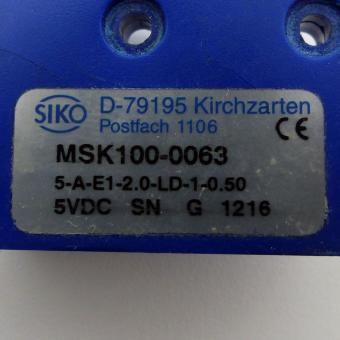 SIKO
D-79195 Kirchzarten
Postfach 1106
CE
MSK100-0063
5-A-E1-2.0-LD-1-0.50
5VDC SN G 1216